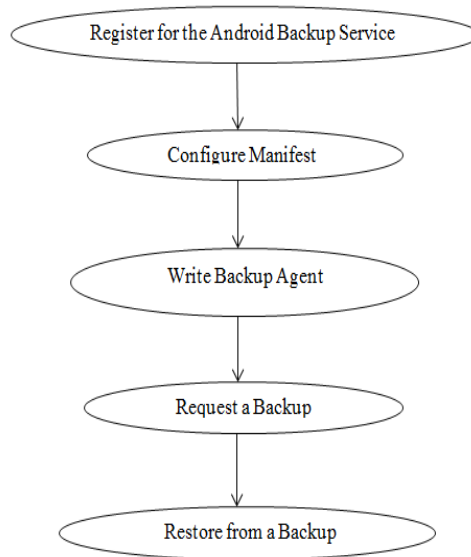 Register for the Android Backup Service
Configure Manifest
Write Backup Agent
Request a Backup
Restore from a Backup